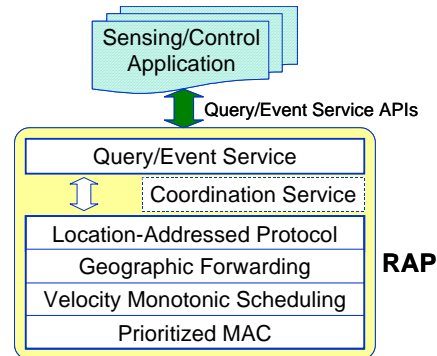 Sensing/Control
Application
Query/Event Service APIs
Query/Event Service
Coordination Service
Location-Addressed Protocol
Geographic Forwarding
Velocity Monotonic Scheduling
Prioritized MAC
RAP